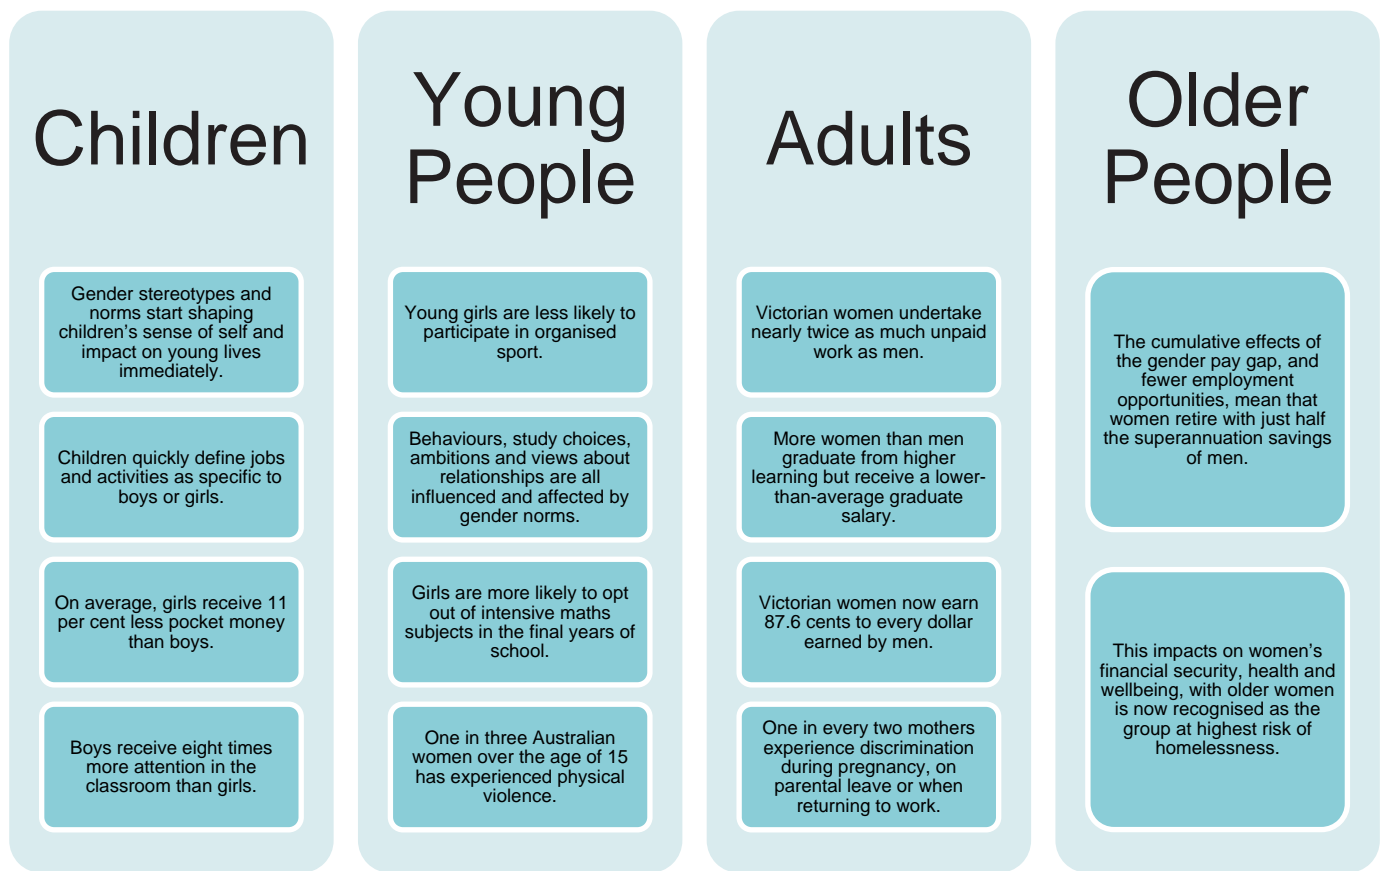 Children
Gender stereotypes and
norms start shaping
children’s sense of self and
impact on young lives
immediately.
Children quickly define jobs
and activities as specific to
boys or girls.
On average, girls receive 11
per cent less pocket money
than boys.
Boys receive eight times
more attention in the
classroom than girls.
Young
People
Young girls are less likely to
participate in organised
sport.
Behaviours, study choices,
ambitions and views about
relationships are all
influenced and affected by
gender norms.
Girls are more likely to opt
out of intensive maths
subjects in the final years of
school.
One in three Australian
women over the age of 15
has experienced physical
violence.
Adults
Victorian women undertake
nearly twice as much unpaid
work as men.
More women than men
graduate from higher
learning but receive a lower-
than-average graduate
salary.
Victorian women now earn
87.6 cents to every dollar
earned by men.
One in every two mothers
experience discrimination
during pregnancy, on
parental leave or when
returning to work.
Older
People
The cumulative effects of
the gender pay gap, and
fewer employment
opportunities, mean that
women retire with just half
the superannuation savings
of men.
This impacts on women’s
financial security, health and
wellbeing, with older women
is now recognised as the
group at highest risk of
homelessness.